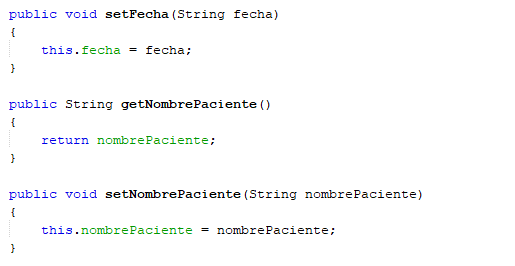 public void setFecha(String fecha)
{
this.fecha = fecha;
}
public String getNombrePaciente()
{
return nombrePaciente;
}
public void setNombrePaciente(String nombrePaciente)
{
this.nombrePaciente = nombrePaciente;
}